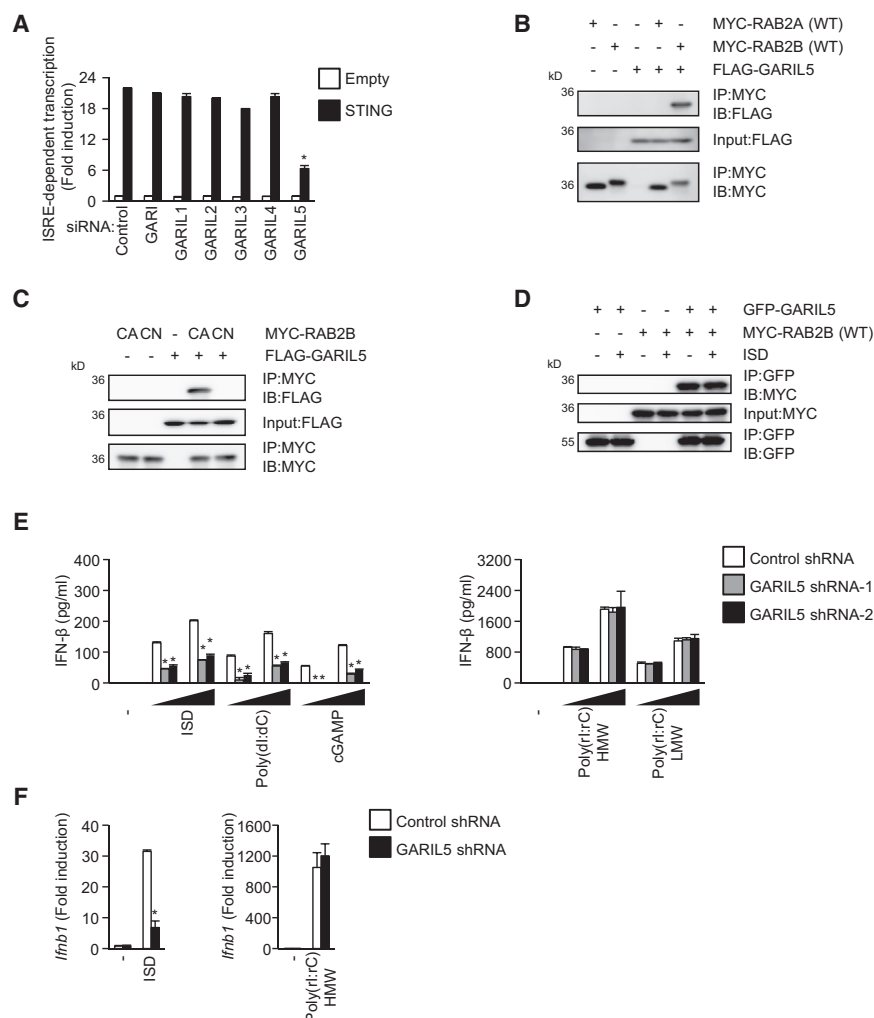 A
ISRE-dependent transcription
(Fold induction)
24
18
12
6
0
*
Empty
STING
siRNA:
Control
GARI
GARIL1
GARIL2
GARIL3
GARIL4
GARIL5
B
+ - - + - MYC-RAB2A (WT)
- + - - + MYC-RAB2B (WT)
- - + + + FLAG-GARIL5
kD
36
IP:MYC
IB:FLAG
36
Input:FLAG
36
IP:MYC
IB:MYC
C
CA CN - CA CN MYC-RAB2B
- - + + + FLAG-GARIL5
kD
36
IP:MYC
IB:FLAG
36
Input:FLAG
36
IP:MYC
IB:MYC
D
+ + - - + + GFP-GARIL5
- - + + + + MYC-RAB2B (WT)
- + - + - + ISD
kD
36
IP:GFP
IB:MYC
36
Input:MYC
55
IP:GFP
IB:GFP
E
IFN-β (pg/ml)
400
300
200
100
0
* *
* *
* *
* *
**
* *
-
ISD
Poly(dI:dC)
cGAMP
IFN-β (pg/ml)
3200
2400
1600
800
0
-
Poly(rI:rC)
HMW
Poly(rI:rC)
LMW
Control shRNA
GARIL5 shRNA-1
GARIL5 shRNA-2
F
Ifnb1 (Fold induction)
40
30
20
10
0
*
-
ISD
Ifnb1 (Fold induction)
1600
1200
800
400
0
-
Poly(rI:rC)
HMW
Control shRNA
GARIL5 shRNA